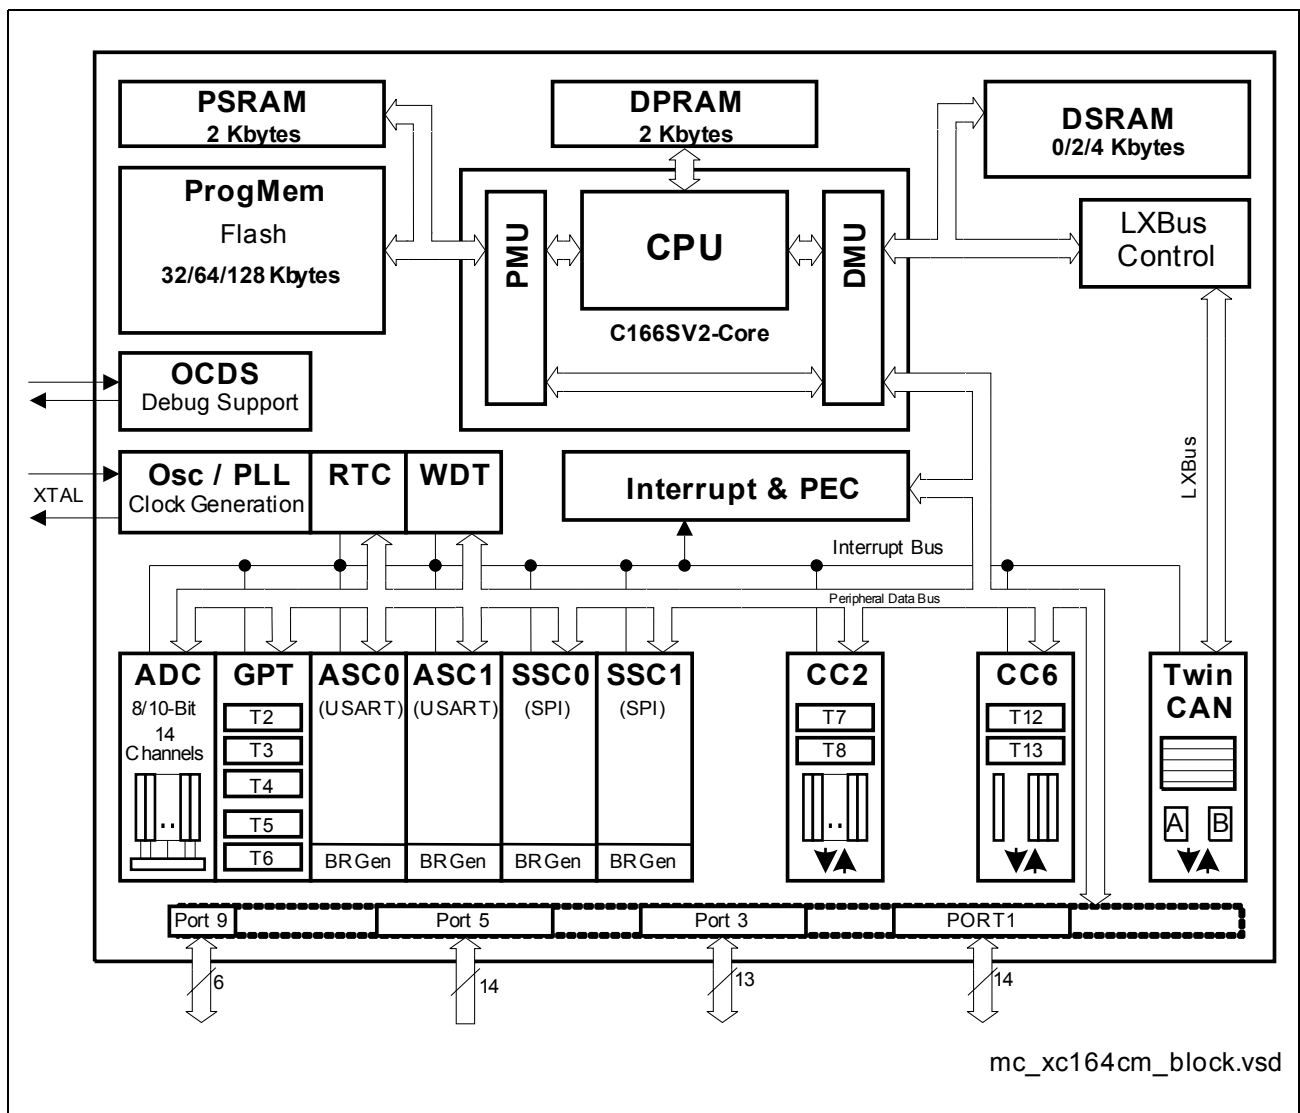 PSRAM
2 Kbytes
DPRAM
2 Kbytes
DSRAM
0/2/4 Kbytes
ProgMem
Flash
32/64/128 Kbytes
PMU
CPU
DMU
C166SV2-Core
LXBus
Control
OCDS
Debug Support
Osc / PLL
Clock Generation
RTC
WDT
XTAL
Interrupt & PEC
LXBus
Interrupt Bus
Peripheral Data Bus
ADC
8/10-Bit
14
Channels
..
GPT
T2
T3
T4
T5
T6
ASC0
(USART)
BRGen
ASC1
(USART)
BRGen
SSC0
(SPI)
BRGen
SSC1
(SPI)
BRGen
CC2
T7
T8
..
CC6
T12
T13
Twin
CAN
A
B
Port 9
Port 5
Port 3
PORT1
6
14
13
14
mc_xc164cm_block.vsd